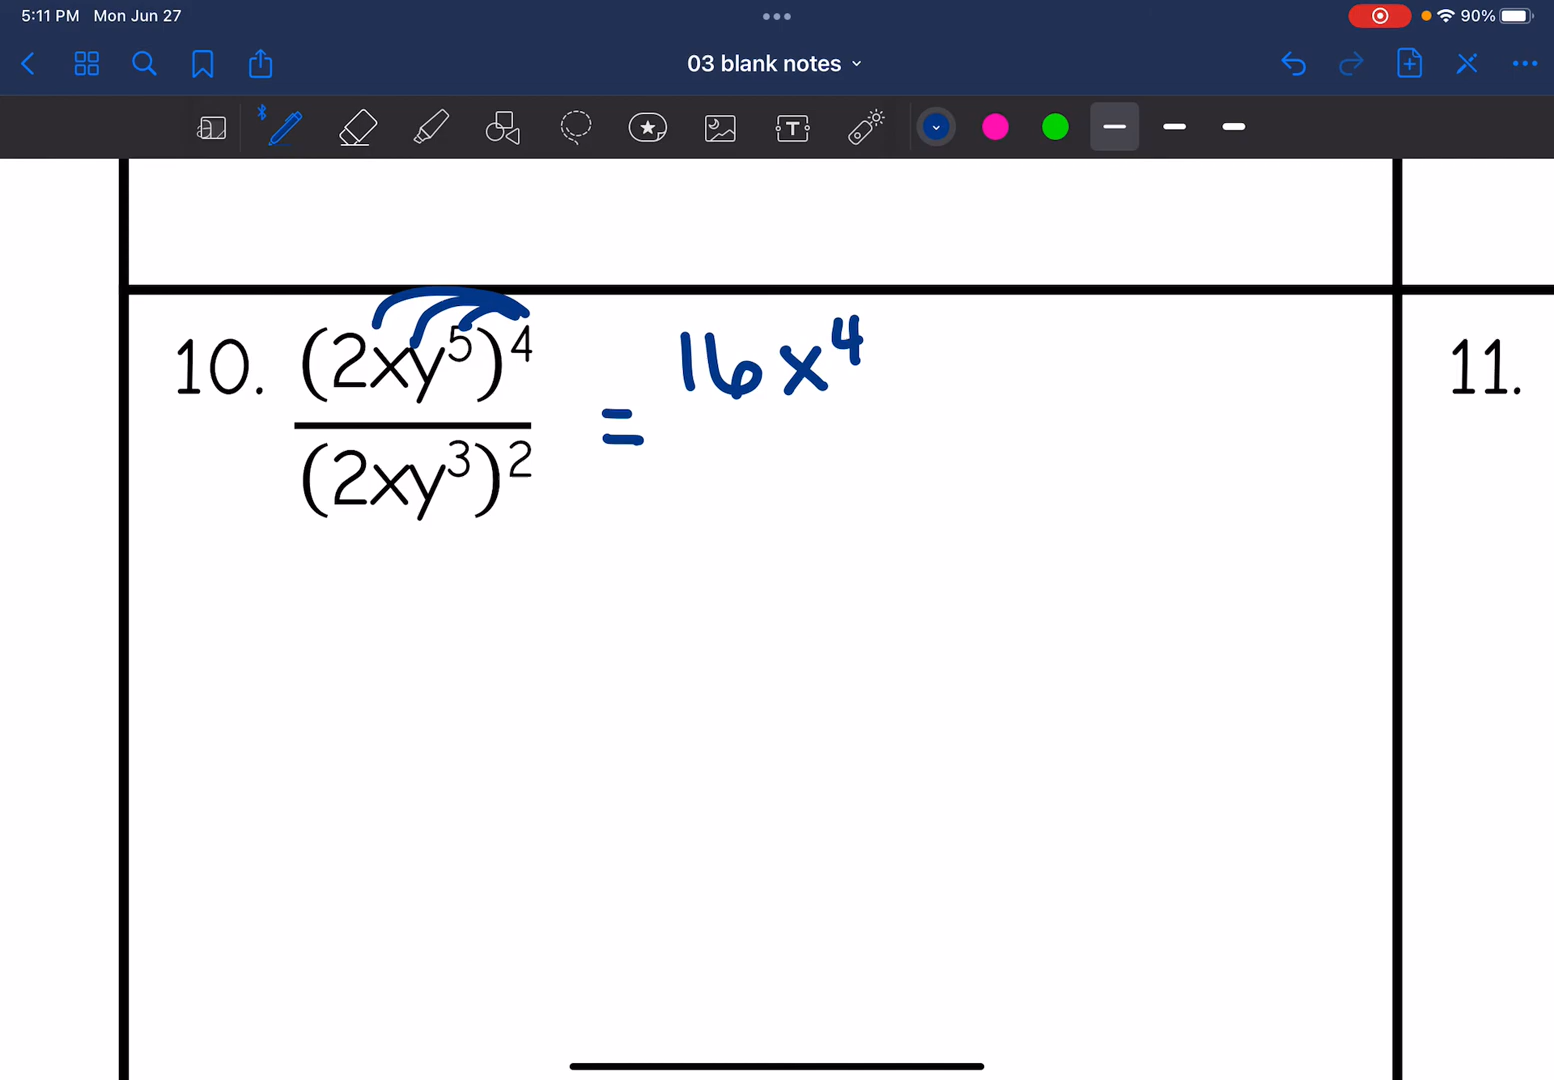 5:11 PM Mon Jun 27
90%
03 blank notes
10. (2xy⁵)⁴ / (2xy³)² = 16x⁴
11.